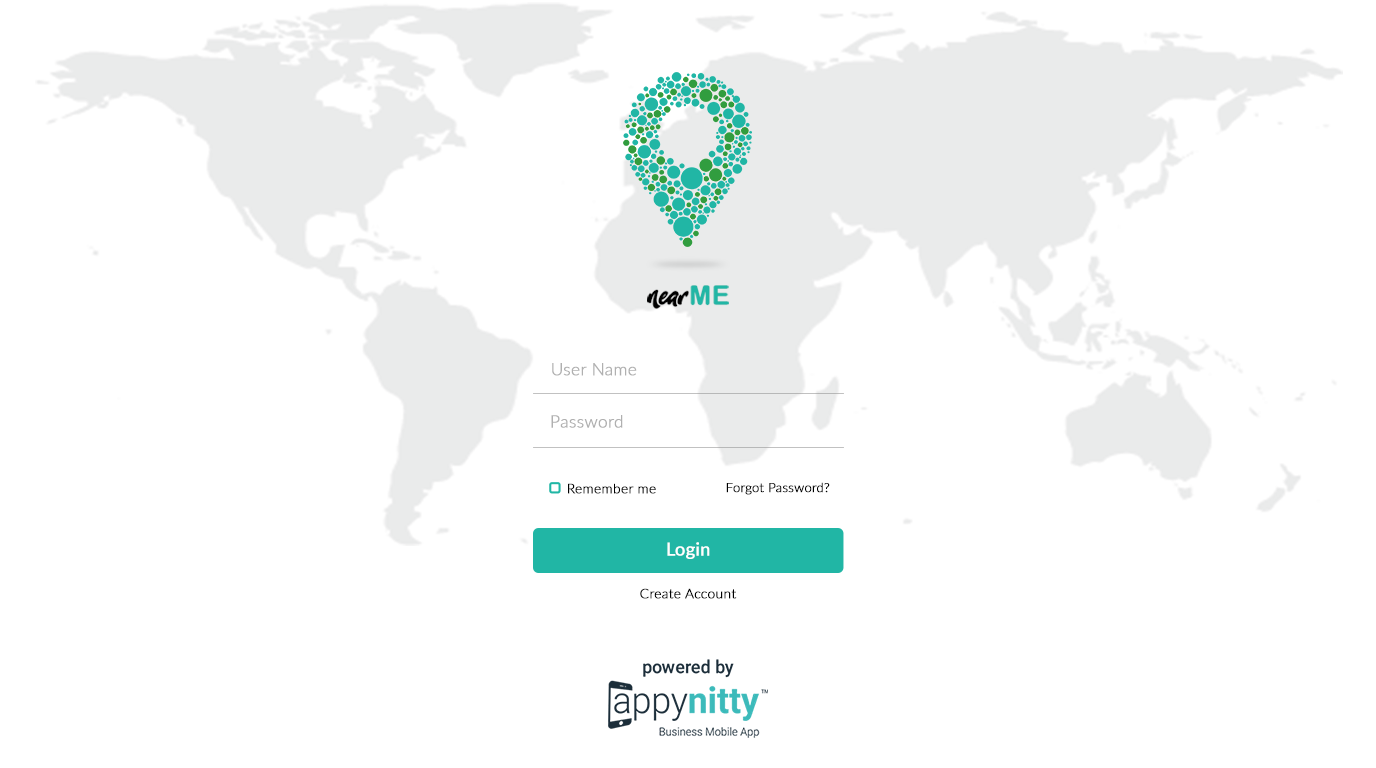 nearME
User Name
Password
Remember me
Forgot Password?
Login
Create Account
powered by
appynitty™
Business Mobile App